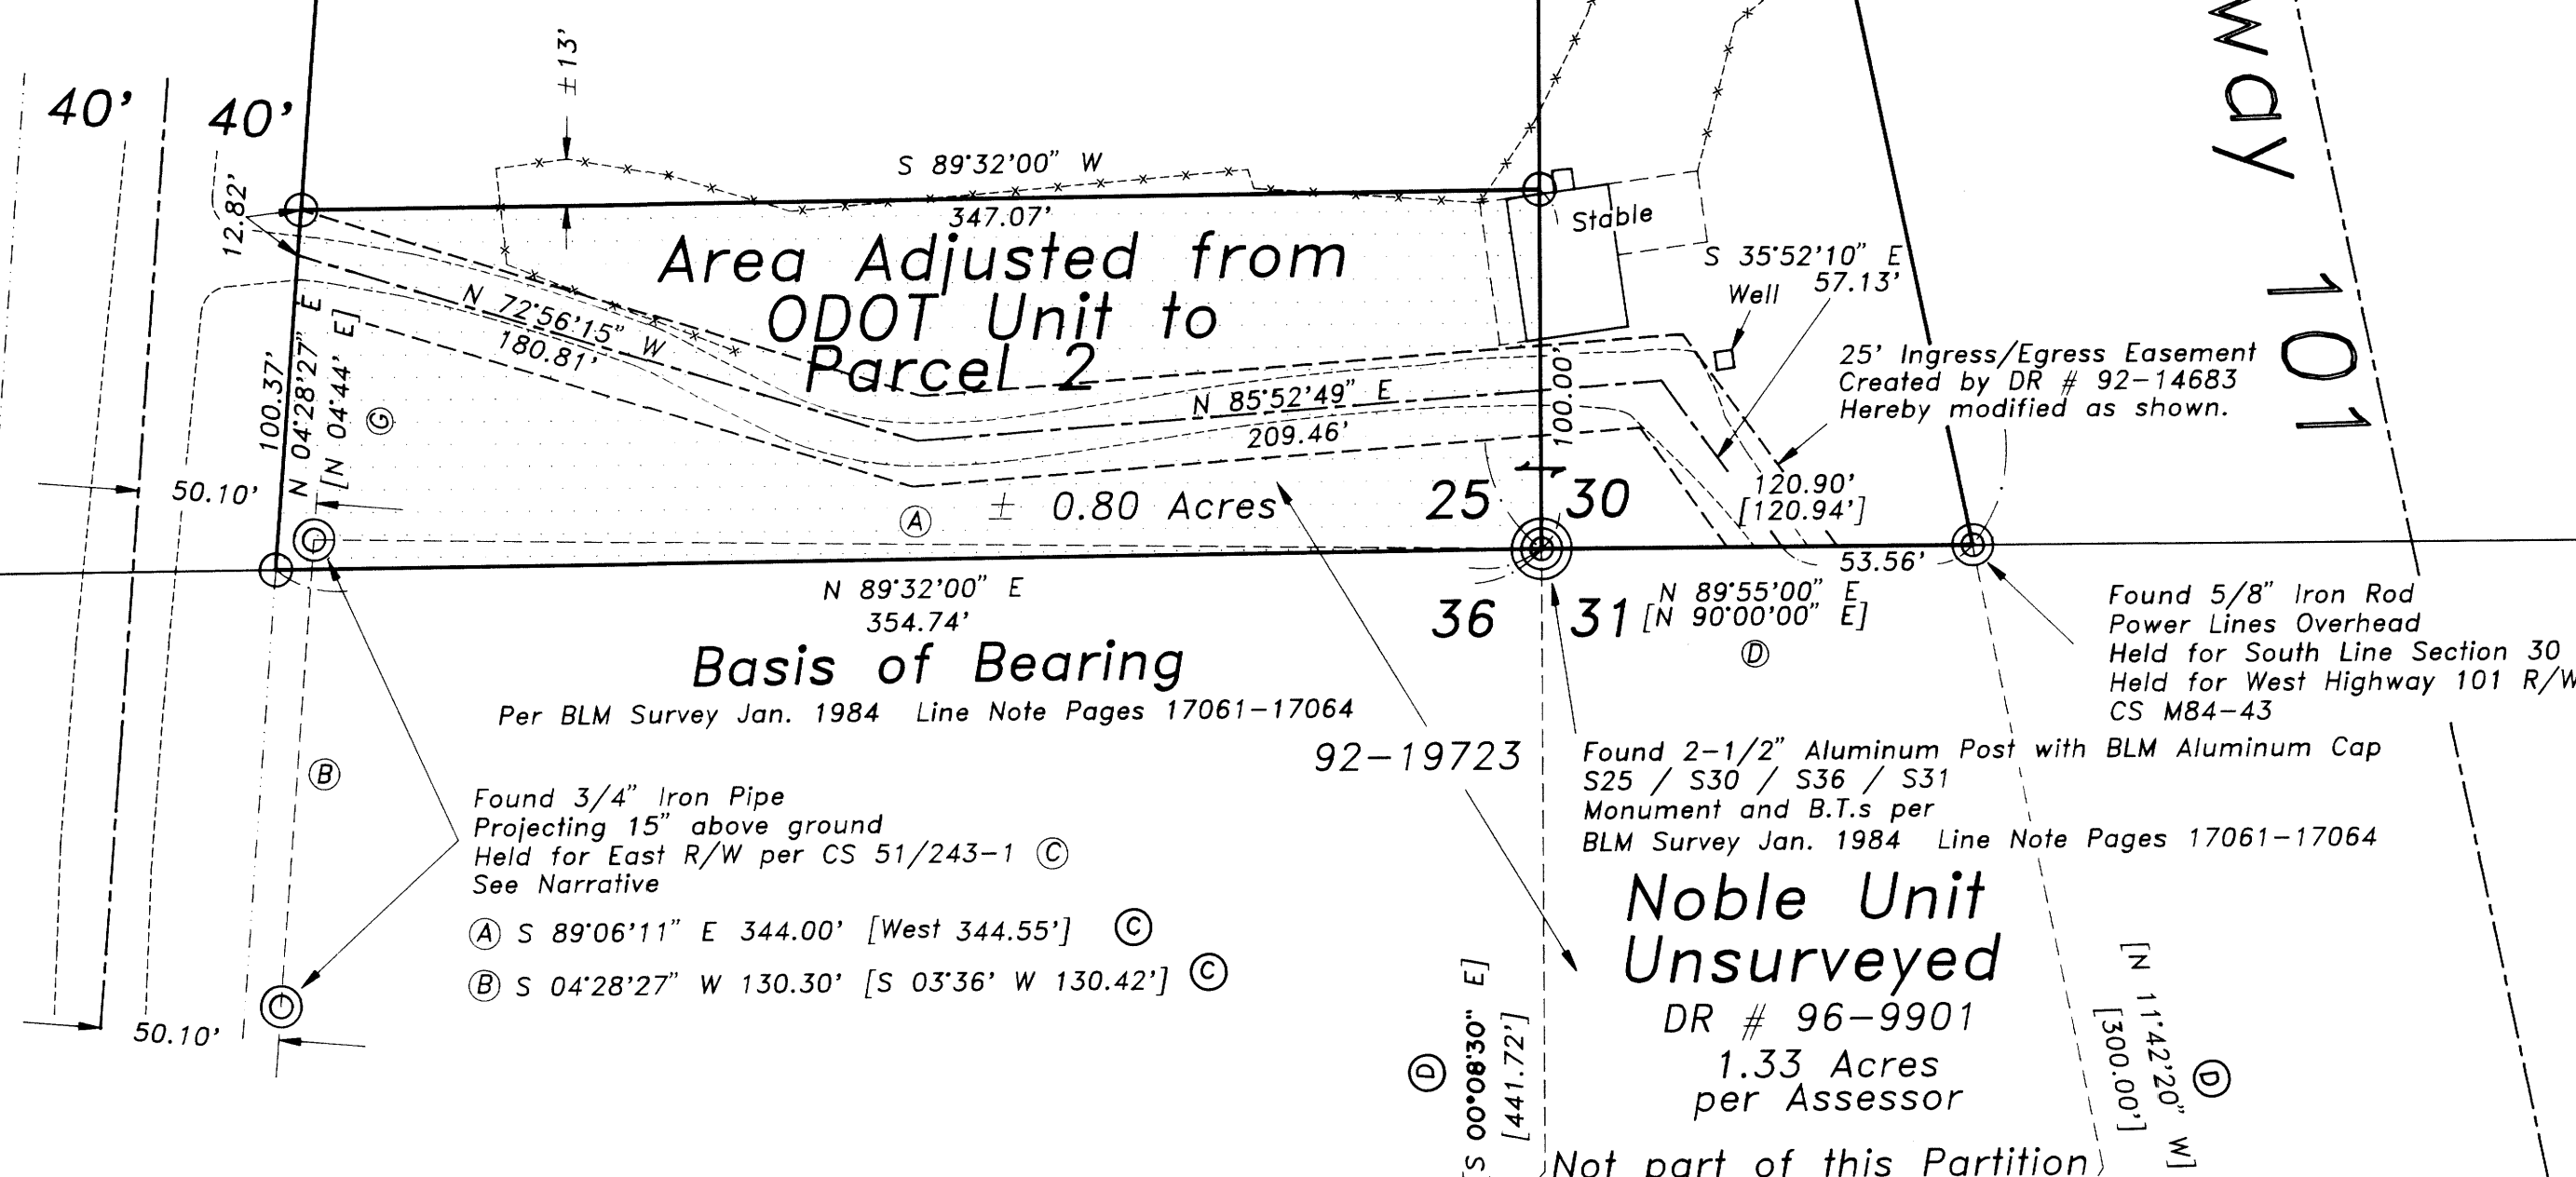 40'
40'
±13'
12.82'
S 89°32'00" W
347.07'
Area Adjusted from
ODOT Unit to
Parcel 2
N 72°56'15" W
180.81'
N 85°52'49" E
209.46'
100.37'
N 04°28'27" E
[N 04°44' E]
G
50.10'
A
± 0.80 Acres
100.00'
Stable
Well
S 35°52'10" E
57.13'
25' Ingress/Egress Easement
Created by DR # 92-14683
Hereby modified as shown.
way 101
120.90'
[120.94']
53.56'
25
30
36
31
N 89°32'00" E
354.74'
N 89°55'00" E
[N 90°00'00" E]
D
Basis of Bearing
Per BLM Survey Jan. 1984 Line Note Pages 17061-17064
Found 5/8" Iron Rod
Power Lines Overhead
Held for South Line Section 30
Held for West Highway 101 R/W
CS M84-43
92-19723
B
Found 3/4" Iron Pipe
Projecting 15" above ground
Held for East R/W per CS 51/243-1 C
See Narrative
A S 89°06'11" E 344.00' [West 344.55'] C
B S 04°28'27" W 130.30' [S 03°36' W 130.42'] C
50.10'
Found 2-1/2" Aluminum Post with BLM Aluminum Cap
S25 / S30 / S36 / S31
Monument and B.T.s per
BLM Survey Jan. 1984 Line Note Pages 17061-17064
Noble Unit
Unsurveyed
DR # 96-9901
1.33 Acres
per Assessor
Not part of this Partition
D
S 00°08'30" E]
[441.72']
[N 11°42'20" W]
[300.00']
D